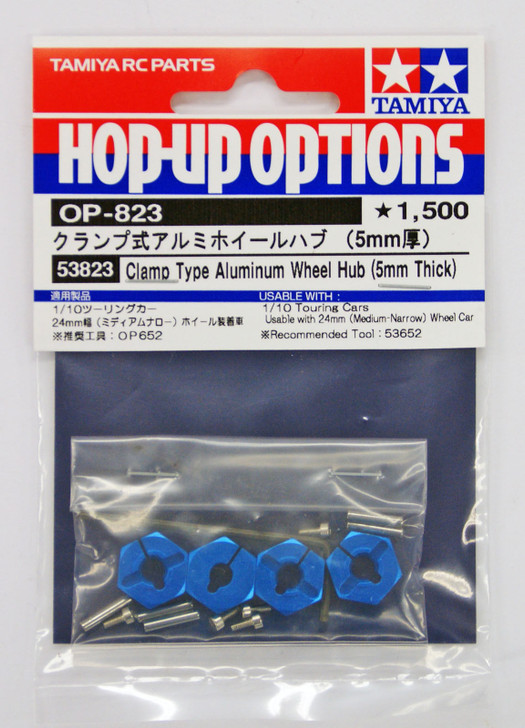 TAMIYA RC PARTS
TAMIYA
HOP-UP OPTIONS
OP-823 ★1,500
クランプ式アルミホイールハブ (5mm厚)
53823 Clamp Type Aluminum Wheel Hub (5mm Thick)
適用製品
1/10ツーリングカー
24mm幅 (ミディアムナロー) ホイール装着車
※推奨工具:OP652
USABLE WITH :
1/10 Touring Cars
Usable with 24mm (Medium-Narrow) Wheel Car
※Recommended Tool : 53652